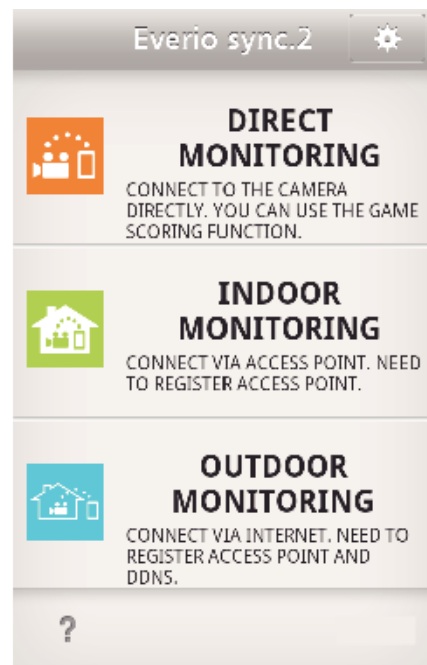 Everio sync.2
DIRECT
MONITORING
CONNECT TO THE CAMERA
DIRECTLY. YOU CAN USE THE GAME
SCORING FUNCTION.
INDOOR
MONITORING
CONNECT VIA ACCESS POINT. NEED
TO REGISTER ACCESS POINT.
OUTDOOR
MONITORING
CONNECT VIA INTERNET. NEED TO
REGISTER ACCESS POINT AND
DDNS.
?